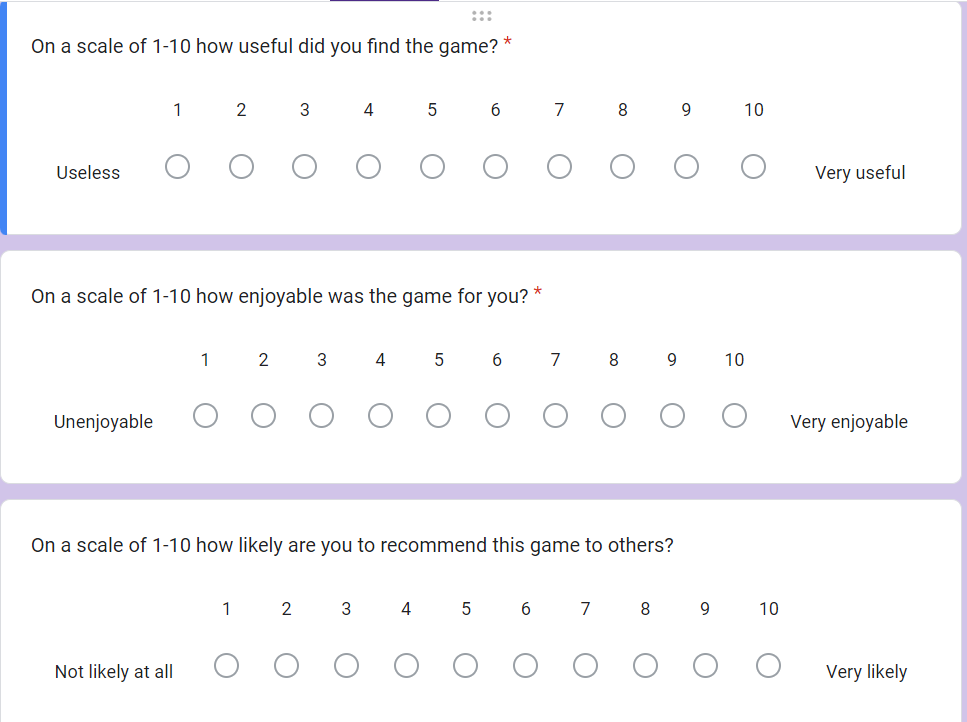 On a scale of 1-10 how useful did you find the game? *
1 2 3 4 5 6 7 8 9 10
Useless Very useful
On a scale of 1-10 how enjoyable was the game for you? *
1 2 3 4 5 6 7 8 9 10
Unenjoyable Very enjoyable
On a scale of 1-10 how likely are you to recommend this game to others?
1 2 3 4 5 6 7 8 9 10
Not likely at all Very likely